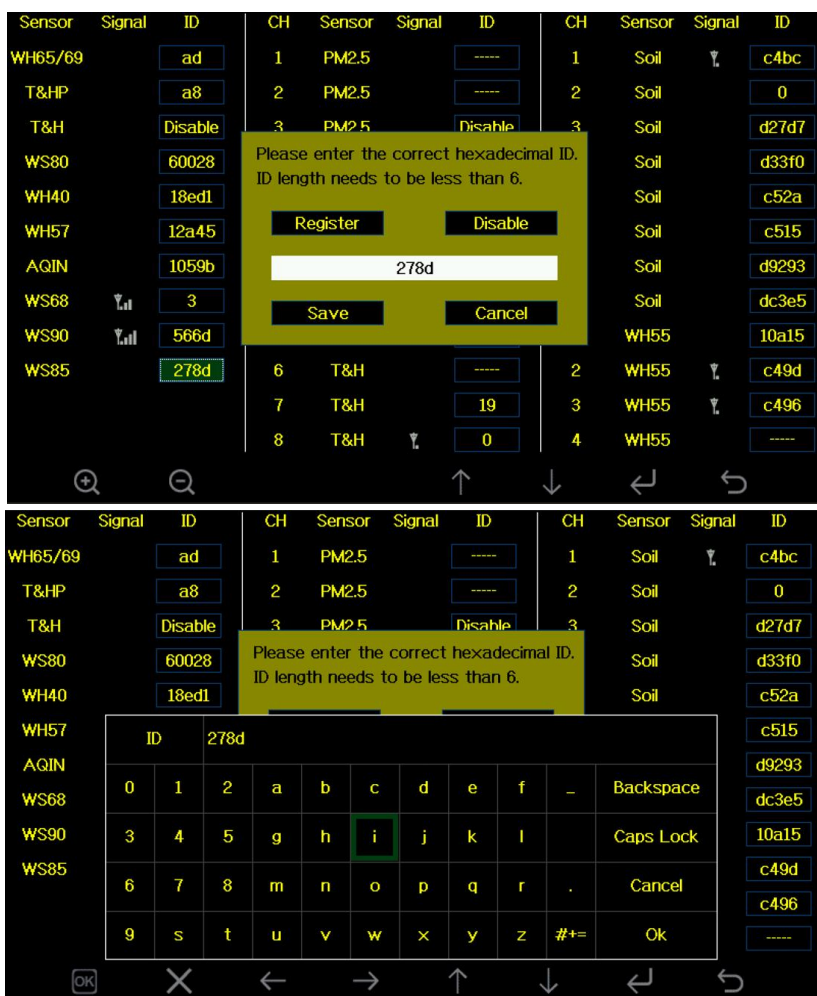 Sensor Signal ID CH Sensor Signal ID CH Sensor Signal ID
WH65/69 ad 1 PM2.5 ----- 1 Soil c4bc
T&HP a8 2 PM2.5 ----- 2 Soil 0
T&H Disable 3 PM2.5 Disable 3 Soil d27d7
Please enter the correct hexadecimal ID.
WS80 60028 Soil d33f0
ID length needs to be less than 6.
WH40 18ed1 Soil c52a
Register Disable
WH57 12a45 Soil c515
AQIN 1059b 278d Soil d9293
WS68 3 Soil dc3e5
Save Cancel
WS90 566d WH55 10a15
WS85 278d 6 T&H ----- 2 WH55 c49d
7 T&H 19 3 WH55 c496
8 T&H 0 4 WH55 -----
Sensor Signal ID CH Sensor Signal ID CH Sensor Signal ID
WH65/69 ad 1 PM2.5 ----- 1 Soil c4bc
T&HP a8 2 PM2.5 ----- 2 Soil 0
T&H Disable 3 PM2.5 Disable 3 Soil d27d7
Please enter the correct hexadecimal ID.
WS80 60028 Soil d33f0
ID length needs to be less than 6.
WH40 18ed1 Soil c52a
WH57 ID 278d c515
AQIN d9293
0 1 2 a b c d e f _ Backspace
WS68 dc3e5
WS90 3 4 5 g h i j k l Caps Lock 10a15
WS85 c49d
6 7 8 m n o p q r . Cancel
c496
9 s t u v w x y z #+= Ok -----
OK